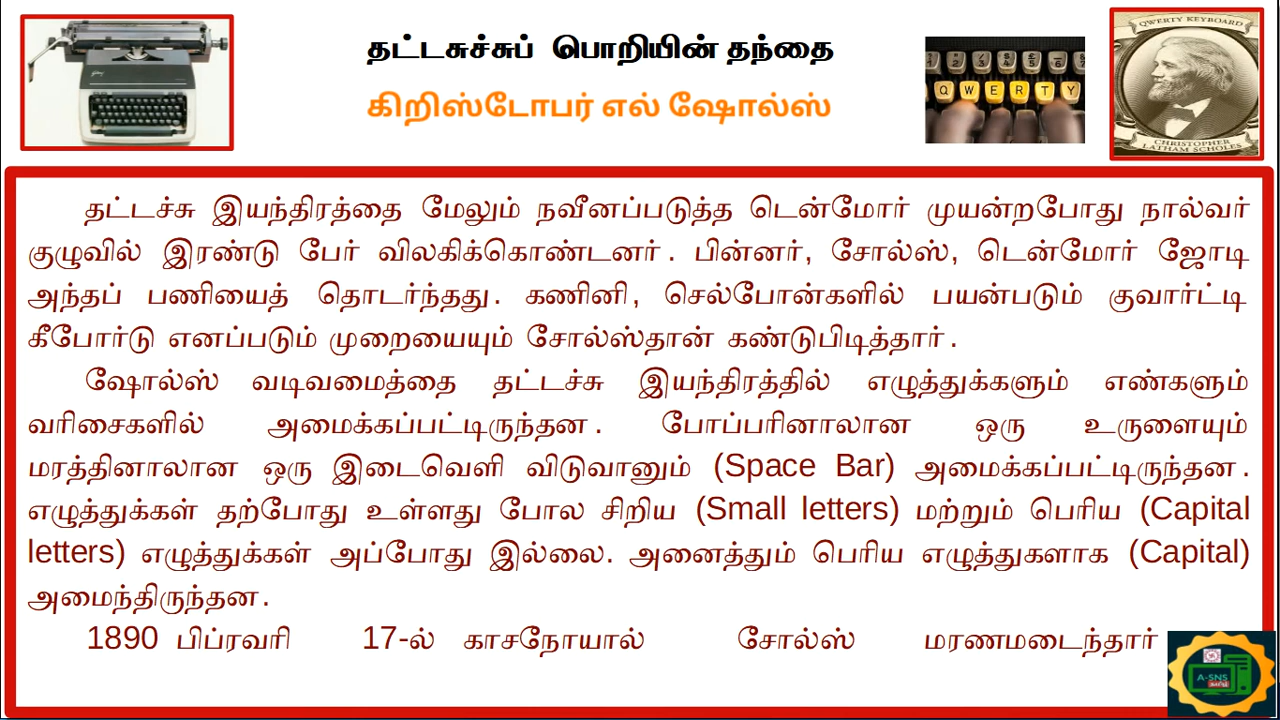 தட்டசுச்சுப் பொறியின் தந்தை
கிறிஸ்டோபர் எல் ஷோல்ஸ்
QWERTY
QWERTY KEYBOARD
CHRISTOPHER
LATHAM SCHOLES
தட்டச்சு இயந்திரத்தை மேலும் நவீனப்படுத்த டென்மோர் முயன்றபோது நால்வர்
குழுவில் இரண்டு பேர் விலகிக்கொண்டனர். பின்னர், சோல்ஸ், டென்மோர் ஜோடி
அந்தப் பணியைத் தொடர்ந்தது. கணினி, செல்போன்களில் பயன்படும் குவார்ட்டி
கீபோர்டு எனப்படும் முறையையும் சோல்ஸ்தான் கண்டுபிடித்தார்.
ஷோல்ஸ் வடிவமைத்தை தட்டச்சு இயந்திரத்தில் எழுத்துக்களும் எண்களும்
வரிசைகளில் அமைக்கப்பட்டிருந்தன. போப்பரினாலான ஒரு உருளையும்
மரத்தினாலான ஒரு இடைவெளி விடுவானும் (Space Bar) அமைக்கப்பட்டிருந்தன.
எழுத்துக்கள் தற்போது உள்ளது போல சிறிய (Small letters) மற்றும் பெரிய (Capital
letters) எழுத்துக்கள் அப்போது இல்லை. அனைத்தும் பெரிய எழுத்துகளாக (Capital)
அமைந்திருந்தன.
1890 பிப்ரவரி 17-ல் காசநோயால் சோல்ஸ் மரணமடைந்தார்
A-SNS
தமிழ்